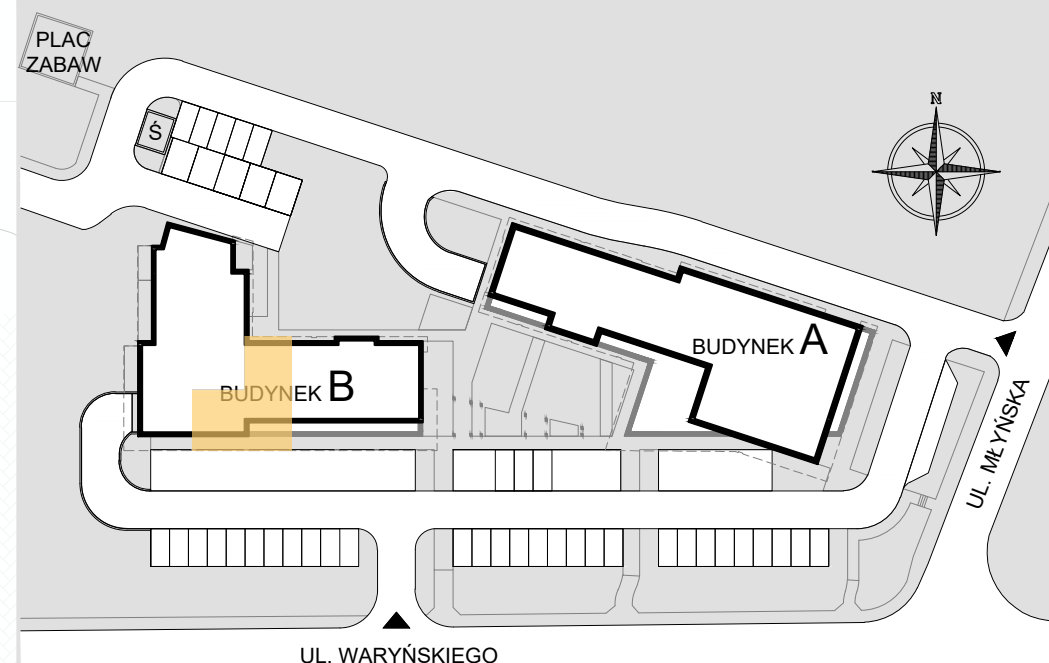 PLAC
ZABAW
Ś
N
BUDYNEK A
BUDYNEK B
UL. MŁYŃSKA
UL. WARYŃSKIEGO